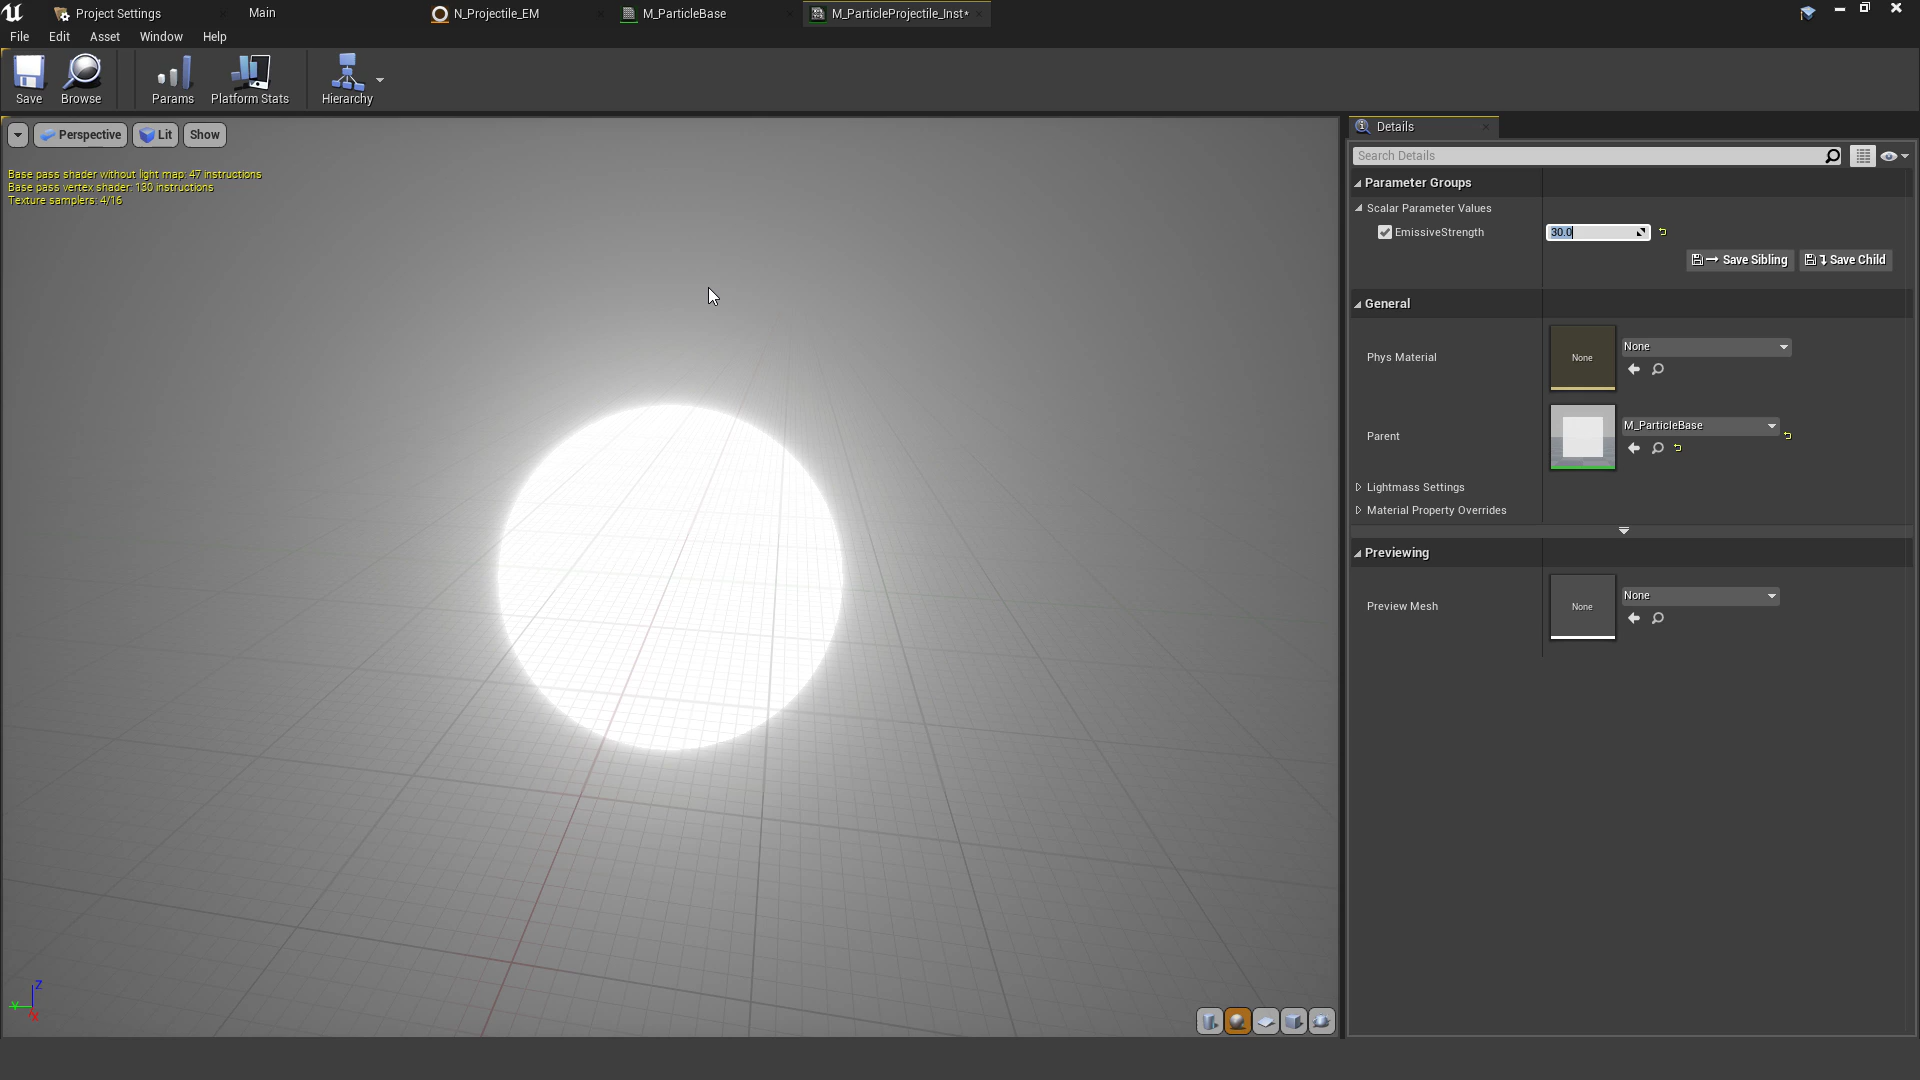 Project Settings
Main
N_Projectile_EM
M_ParticleBase
M_ParticleProjectile_Inst*
File
Edit
Asset
Window
Help
Save
Browse
Params
Platform Stats
Hierarchy
Perspective
Lit
Show
Base pass shader without light map: 47 instructions
Base pass vertex shader: 130 instructions
Texture samplers: 4/16
Z
Y
X
Details
Search Details
Parameter Groups
Scalar Parameter Values
EmissiveStrength
30.0
Save Sibling
Save Child
General
Phys Material
None
None
Parent
M_ParticleBase
Lightmass Settings
Material Property Overrides
Previewing
Preview Mesh
None
None